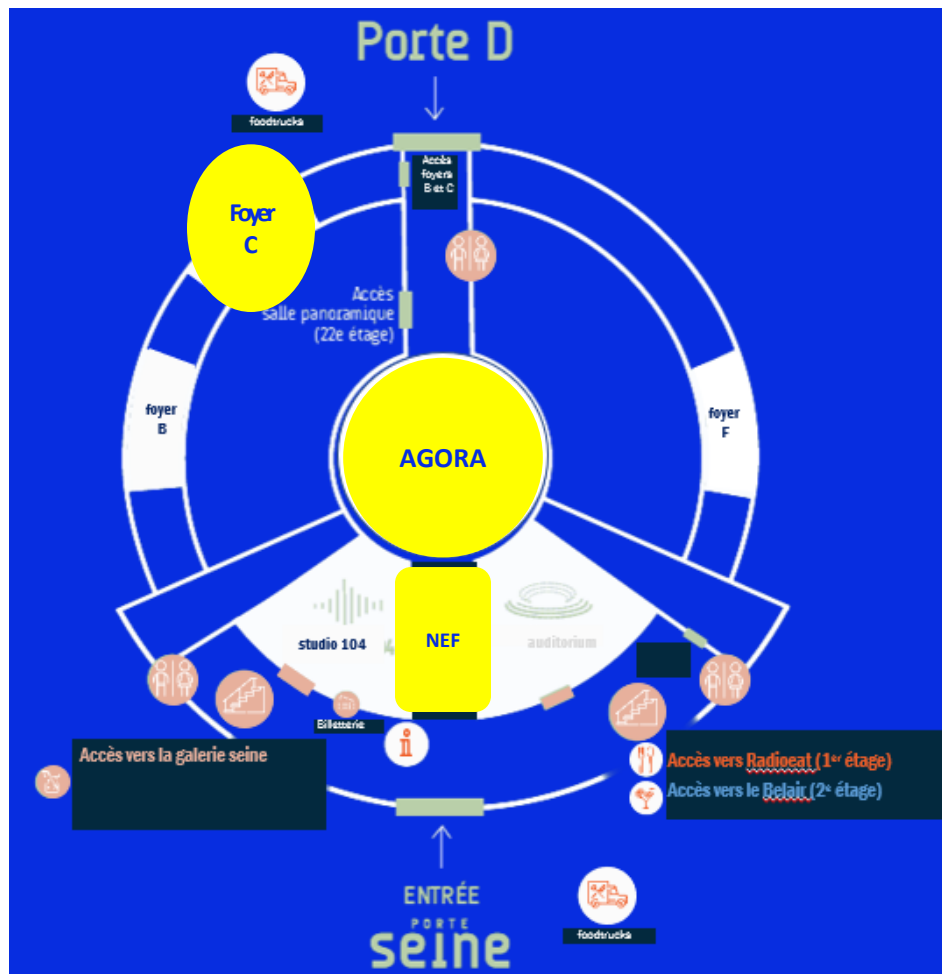 Porte D
foodtrucks
Accès
foyers
B et C
Foyer
C
Accès
salle panoramique
(22e étage)
foyer
B
foyer
F
AGORA
studio 104
NEF
auditorium
Billetterie
i
Accès vers la galerie seine
Accès vers Radioeat (1er étage)
Accès vers le Belair (2e étage)
ENTRÉE
PORTE
seine
foodtrucks